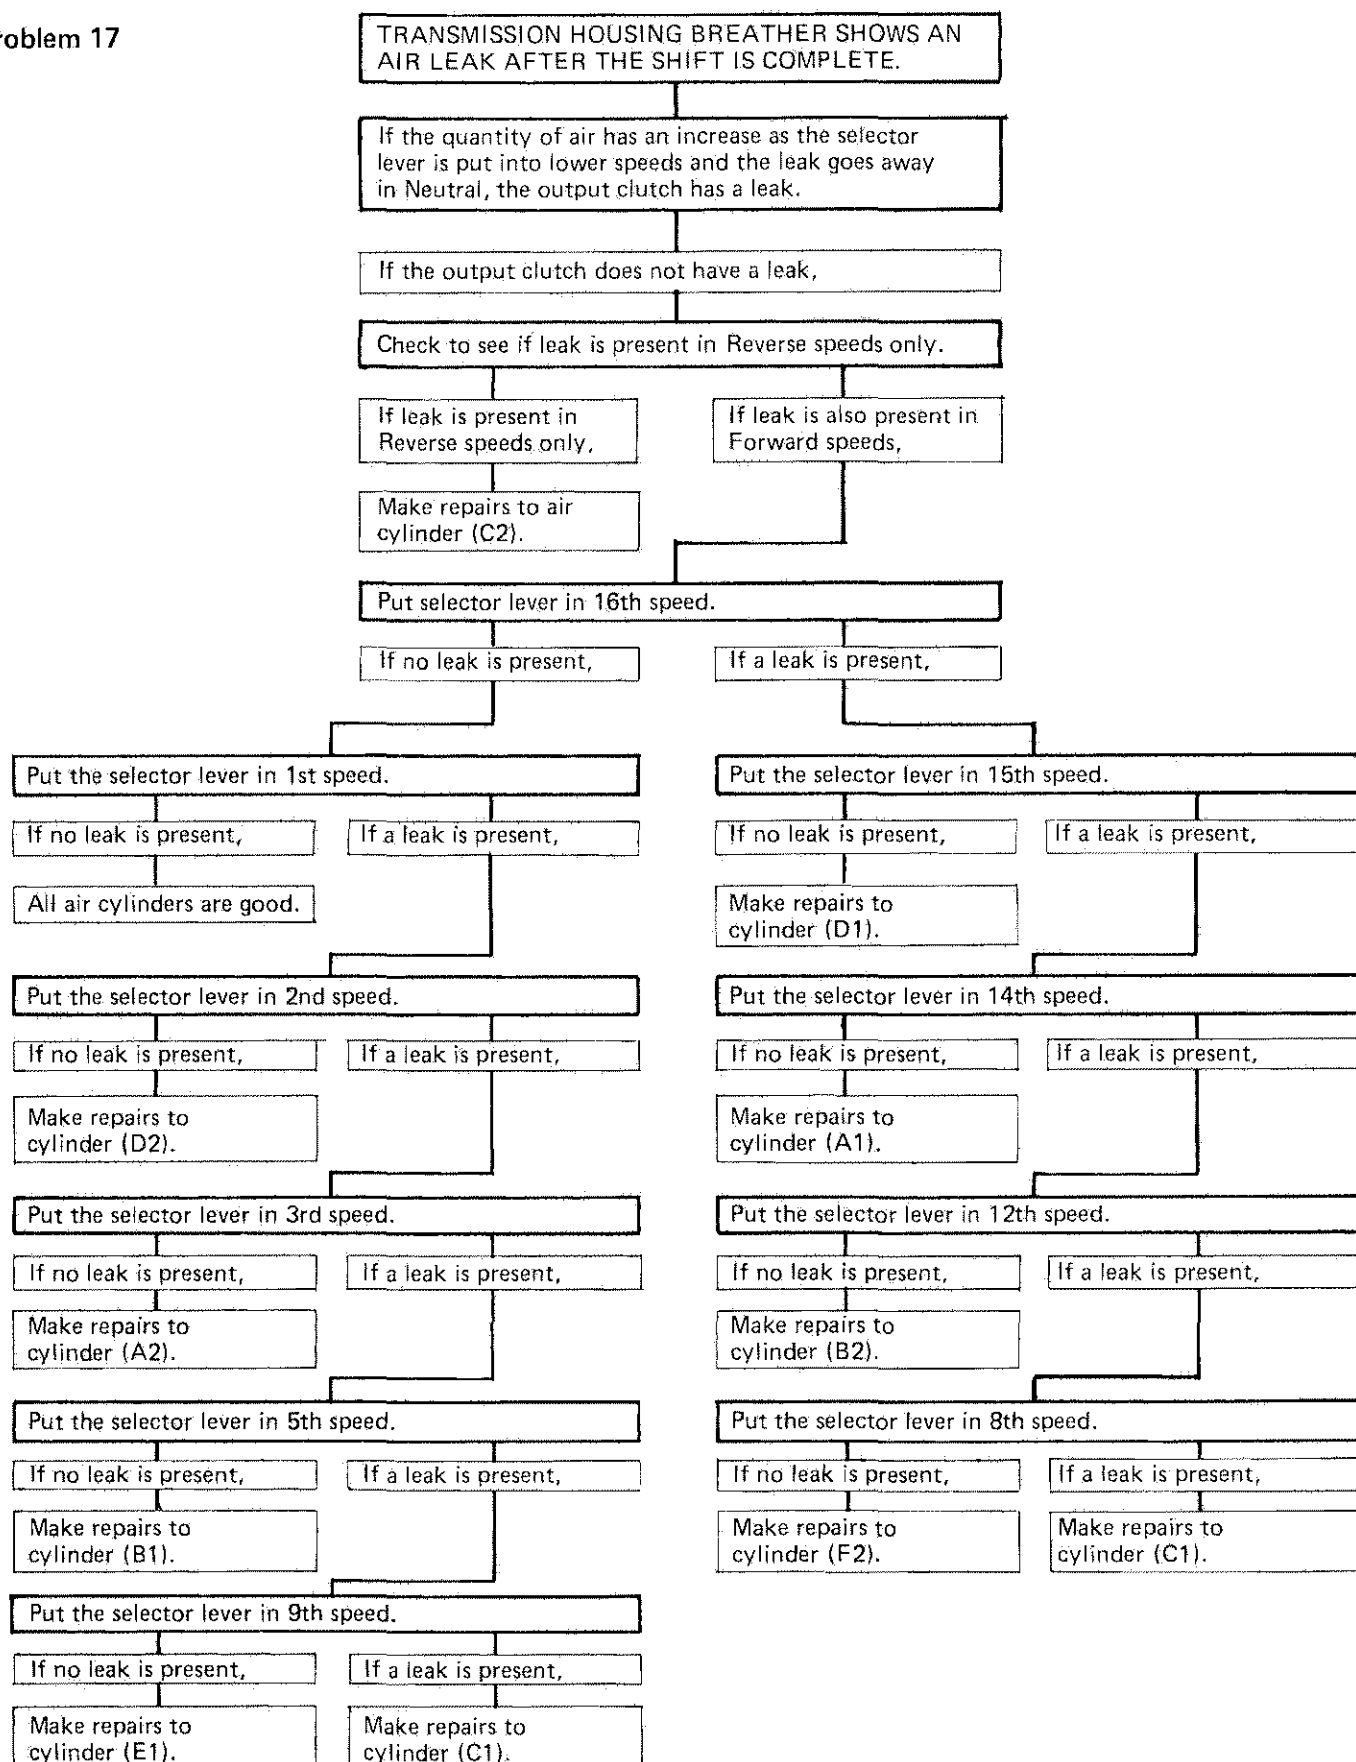 roblem 17
TRANSMISSION HOUSING BREATHER SHOWS AN
AIR LEAK AFTER THE SHIFT IS COMPLETE.
If the quantity of air has an increase as the selector
lever is put into lower speeds and the leak goes away
in Neutral, the output clutch has a leak.
If the output clutch does not have a leak,
Check to see if leak is present in Reverse speeds only.
If leak is present in
Reverse speeds only,
If leak is also present in
Forward speeds,
Make repairs to air
cylinder (C2).
Put selector lever in 16th speed.
If no leak is present,
If a leak is present,
Put the selector lever in 1st speed.
If no leak is present,
If a leak is present,
All air cylinders are good.
Put the selector lever in 2nd speed.
If no leak is present,
If a leak is present,
Make repairs to
cylinder (D2).
Put the selector lever in 3rd speed.
If no leak is present,
If a leak is present,
Make repairs to
cylinder (A2).
Put the selector lever in 5th speed.
If no leak is present,
If a leak is present,
Make repairs to
cylinder (B1).
Put the selector lever in 9th speed.
If no leak is present,
If a leak is present,
Make repairs to
cylinder (E1).
Make repairs to
cylinder (C1).
Put the selector lever in 15th speed.
If no leak is present,
If a leak is present,
Make repairs to
cylinder (D1).
Put the selector lever in 14th speed.
If no leak is present,
If a leak is present,
Make repairs to
cylinder (A1).
Put the selector lever in 12th speed.
If no leak is present,
If a leak is present,
Make repairs to
cylinder (B2).
Put the selector lever in 8th speed.
If no leak is present,
If a leak is present,
Make repairs to
cylinder (F2).
Make repairs to
cylinder (C1).